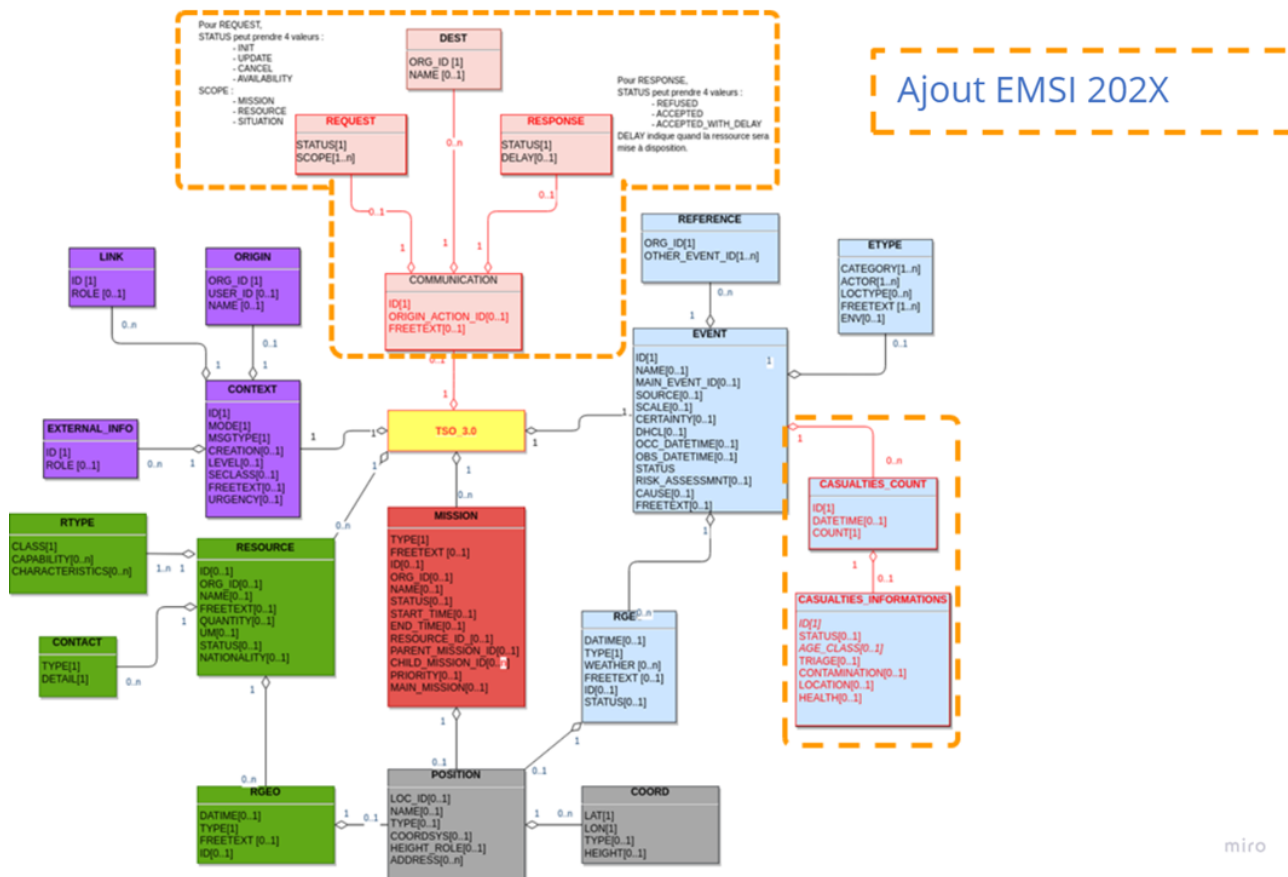 Pour REQUEST,
STATUS peut prendre 4 valeurs :
- INIT
- UPDATE
- CANCEL
- AVAILABILITY
SCOPE :
- MISSION
- RESOURCE
- SITUATION
DEST
ORG_ID [1]
NAME [0..1]
Pour RESPONSE,
STATUS peut prendre 4 valeurs :
- REFUSED
- ACCEPTED
- ACCEPTED_WITH_DELAY
DELAY indique quand la ressource sera
mise à disposition.
Ajout EMSI 202X
REQUEST
STATUS[1]
SCOPE[1..n]
RESPONSE
STATUS[1]
DELAY[0..1]
0..n
0..1
0..1
1
1
1
COMMUNICATION
ID[1]
ORIGIN_ACTION_ID[0..1]
FREETEXT[0..1]
0..1
1
LINK
ID [1]
ROLE [0..1]
ORIGIN
ORG_ID [1]
USER_ID [0..1]
NAME [0..1]
0..n
1
0..1
1
REFERENCE
ORG_ID[1]
OTHER_EVENT_ID[1..n]
0..n
1
ETYPE
CATEGORY[1..n]
ACTOR[1..n]
LOCTYPE[0..n]
FREETEXT [1..n]
ENV[0..1]
0..1
1
EVENT
ID[1]
NAME[0..1]
MAIN_EVENT_ID[0..1]
SOURCE[0..1]
SCALE[0..1]
CERTAINTY[0..1]
DHCL[0..1]
OCC_DATETIME[0..1]
OBS_DATETIME[0..1]
STATUS
RISK_ASSESSMNT[0..1]
CAUSE[0..1]
FREETEXT[0..1]
CONTEXT
ID[1]
MODE[1]
MSGTYPE[1]
CREATION[0..1]
LEVEL[0..1]
SECLASS[0..1]
FREETEXT[0..1]
URGENCY[0..1]
EXTERNAL_INFO
ID [1]
ROLE [0..1]
0..n
1
1
1
TSO_3.0
1
1
1
0..n
1
0..n
1
0..n
CASUALTIES_COUNT
ID[1]
DATETIME[0..1]
COUNT[1]
1
0..1
CASUALTIES_INFORMATIONS
ID[1]
STATUS[0..1]
AGE_CLASS[0..1]
TRIAGE[0..1]
CONTAMINATION[0..1]
LOCATION[0..1]
HEALTH[0..1]
RTYPE
CLASS[1]
CAPABILITY[0..n]
CHARACTERISTICS[0..n]
1..n
1
RESOURCE
ID[0..1]
ORG_ID[0..1]
NAME[0..1]
FREETEXT[0..1]
QUANTITY[0..1]
UM[0..1]
STATUS[0..1]
NATIONALITY[0..1]
CONTACT
TYPE[1]
DETAIL[1]
1
0..n
MISSION
TYPE[1]
FREETEXT [0..1]
ID[0..1]
ORG_ID[0..1]
NAME[0..1]
STATUS[0..1]
START_TIME[0..1]
END_TIME[0..1]
RESOURCE_ID_[0..1]
PARENT_MISSION_ID[0..1]
CHILD_MISSION_ID[0..n]
PRIORITY[0..1]
MAIN_MISSION[0..1]
1
0..n
RGE
DATIME[0..1]
TYPE[1]
WEATHER [0..n]
FREETEXT [0..1]
ID[0..1]
STATUS[0..1]
1
0..n
1
0..1
1
0..1
RGEO
DATIME[0..1]
TYPE[1]
FREETEXT [0..1]
ID[0..1]
1
0..1
POSITION
LOC_ID[0..1]
NAME[0..1]
TYPE[0..1]
COORDSYS[0..1]
HEIGHT_ROLE[0..1]
ADDRESS[0..n]
1
0..n
COORD
LAT[1]
LON[1]
TYPE[0..1]
HEIGHT[0..1]
miro